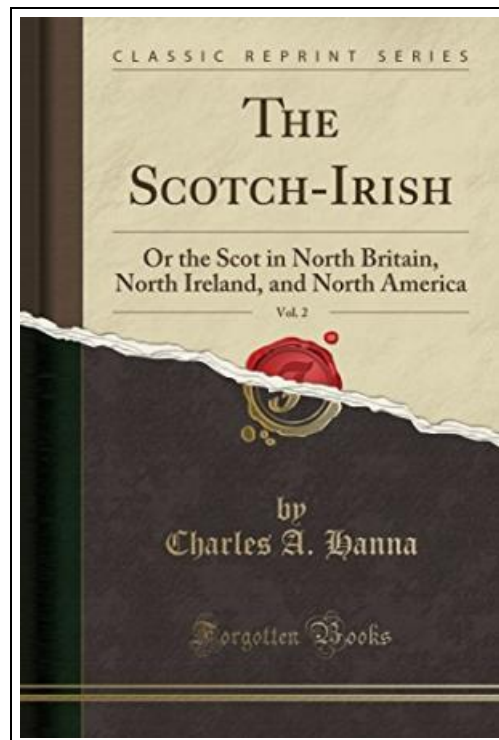 CLASSIC REPRINT SERIES
THE
SCOTCH-IRISH
Or the Scot in North Britain,
North Ireland, and North America
Vol. 2
by
Charles A. Hanna
Forgotten Books